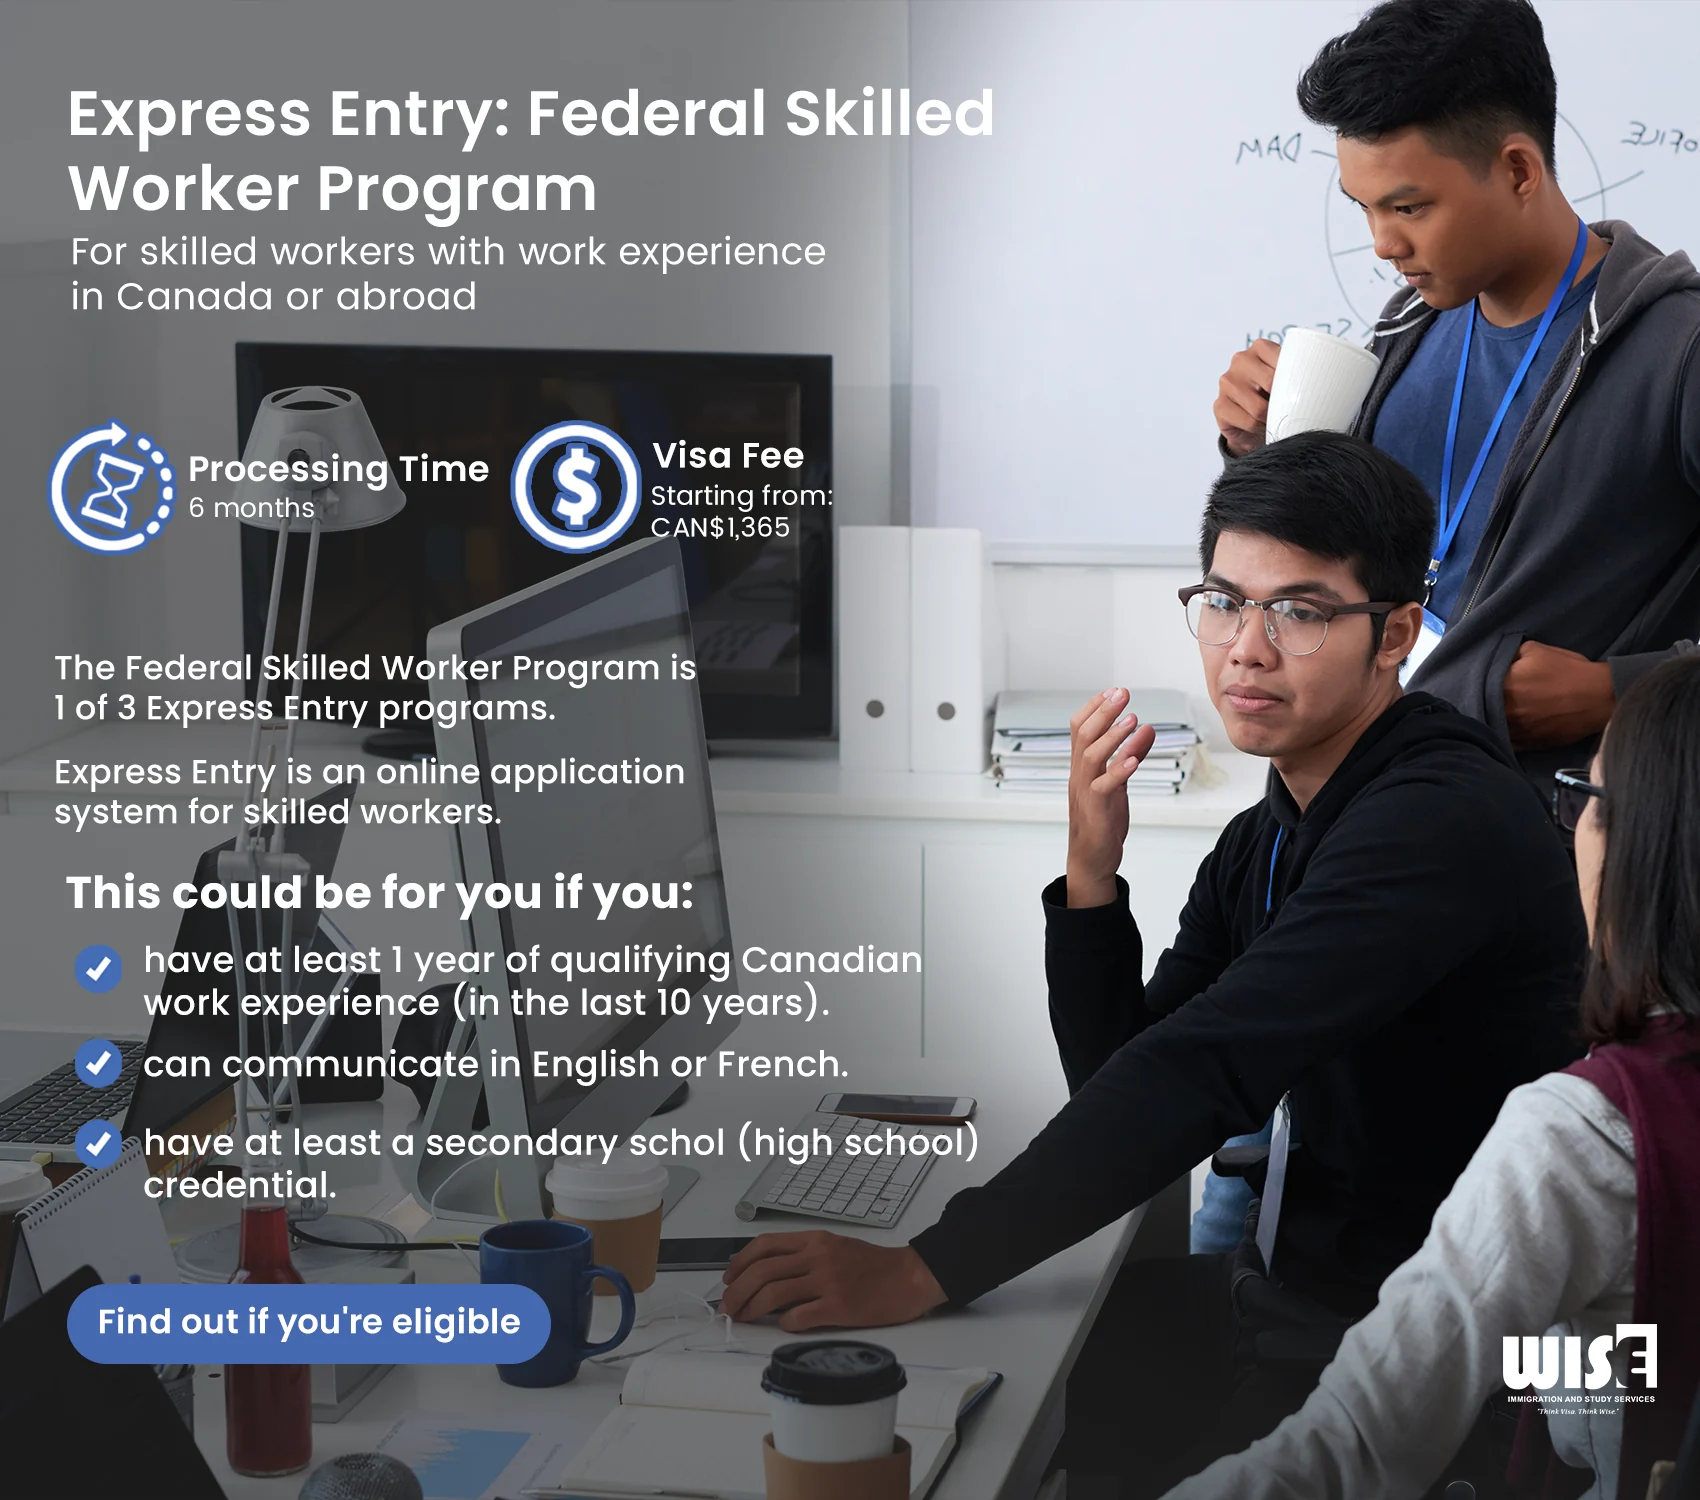 Express Entry: Federal Skilled
Worker Program
For skilled workers with work experience
in Canada or abroad
Processing Time
6 months
Visa Fee
Starting from:
CAN$1,365
The Federal Skilled Worker Program is
1 of 3 Express Entry programs.
Express Entry is an online application
system for skilled workers.
This could be for you if you:
have at least 1 year of qualifying Canadian
work experience (in the last 10 years).
can communicate in English or French.
have at least a secondary schol (high school)
credential.
Find out if you're eligible
WISE
IMMIGRATION AND STUDY SERVICES
"Think Visa. Think Wise."